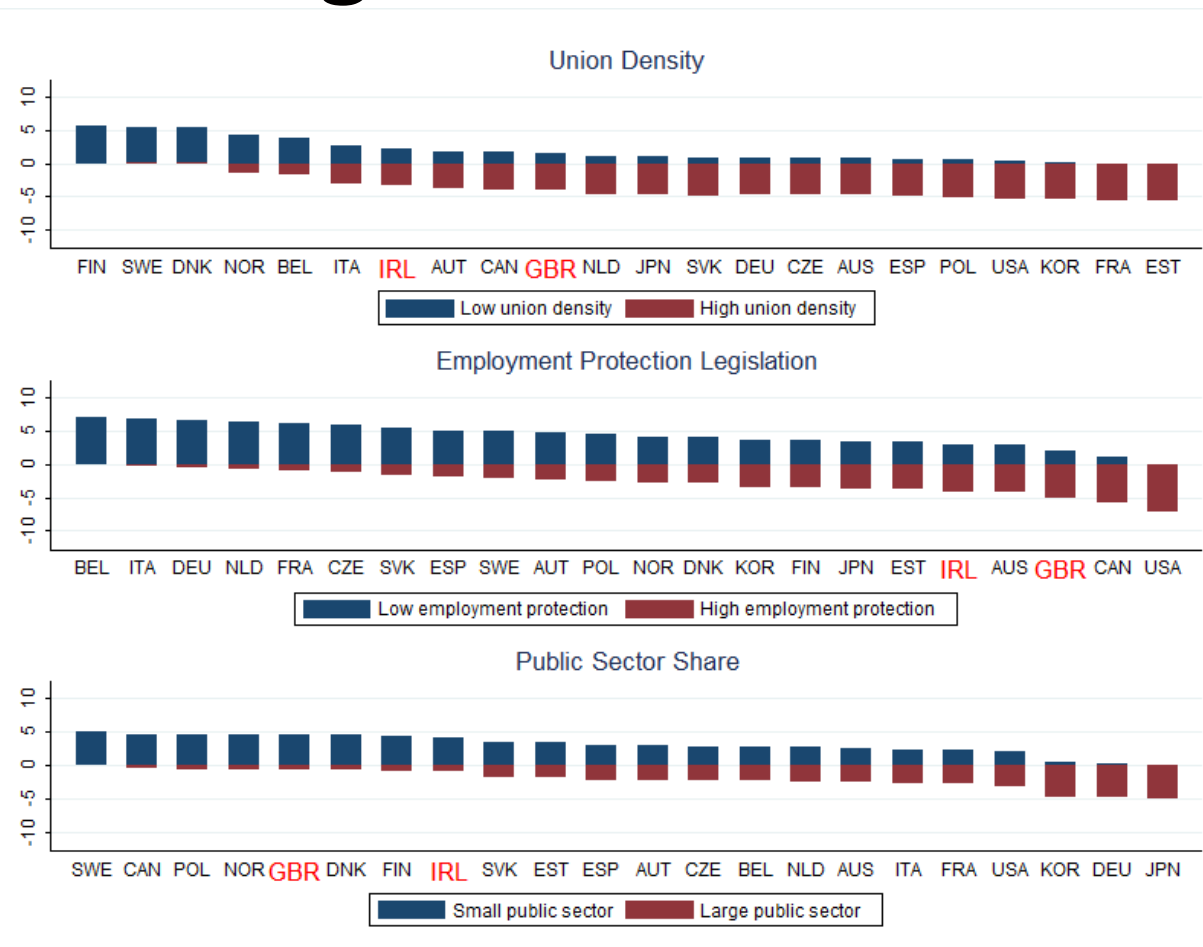 Union Density
10
5
0
-5
-10
FIN SWE DNK NOR BEL ITA IRL AUT CAN GBR NLD JPN SVK DEU CZE AUS ESP POL USA KOR FRA EST
Low union density High union density
Employment Protection Legislation
10
5
0
-5
-10
BEL ITA DEU NLD FRA CZE SVK ESP SWE AUT POL NOR DNK KOR FIN JPN EST IRL AUS GBR CAN USA
Low employment protection High employment protection
Public Sector Share
10
5
0
-5
-10
SWE CAN POL NOR GBR DNK FIN IRL SVK EST ESP AUT CZE BEL NLD AUS ITA FRA USA KOR DEU JPN
Small public sector Large public sector